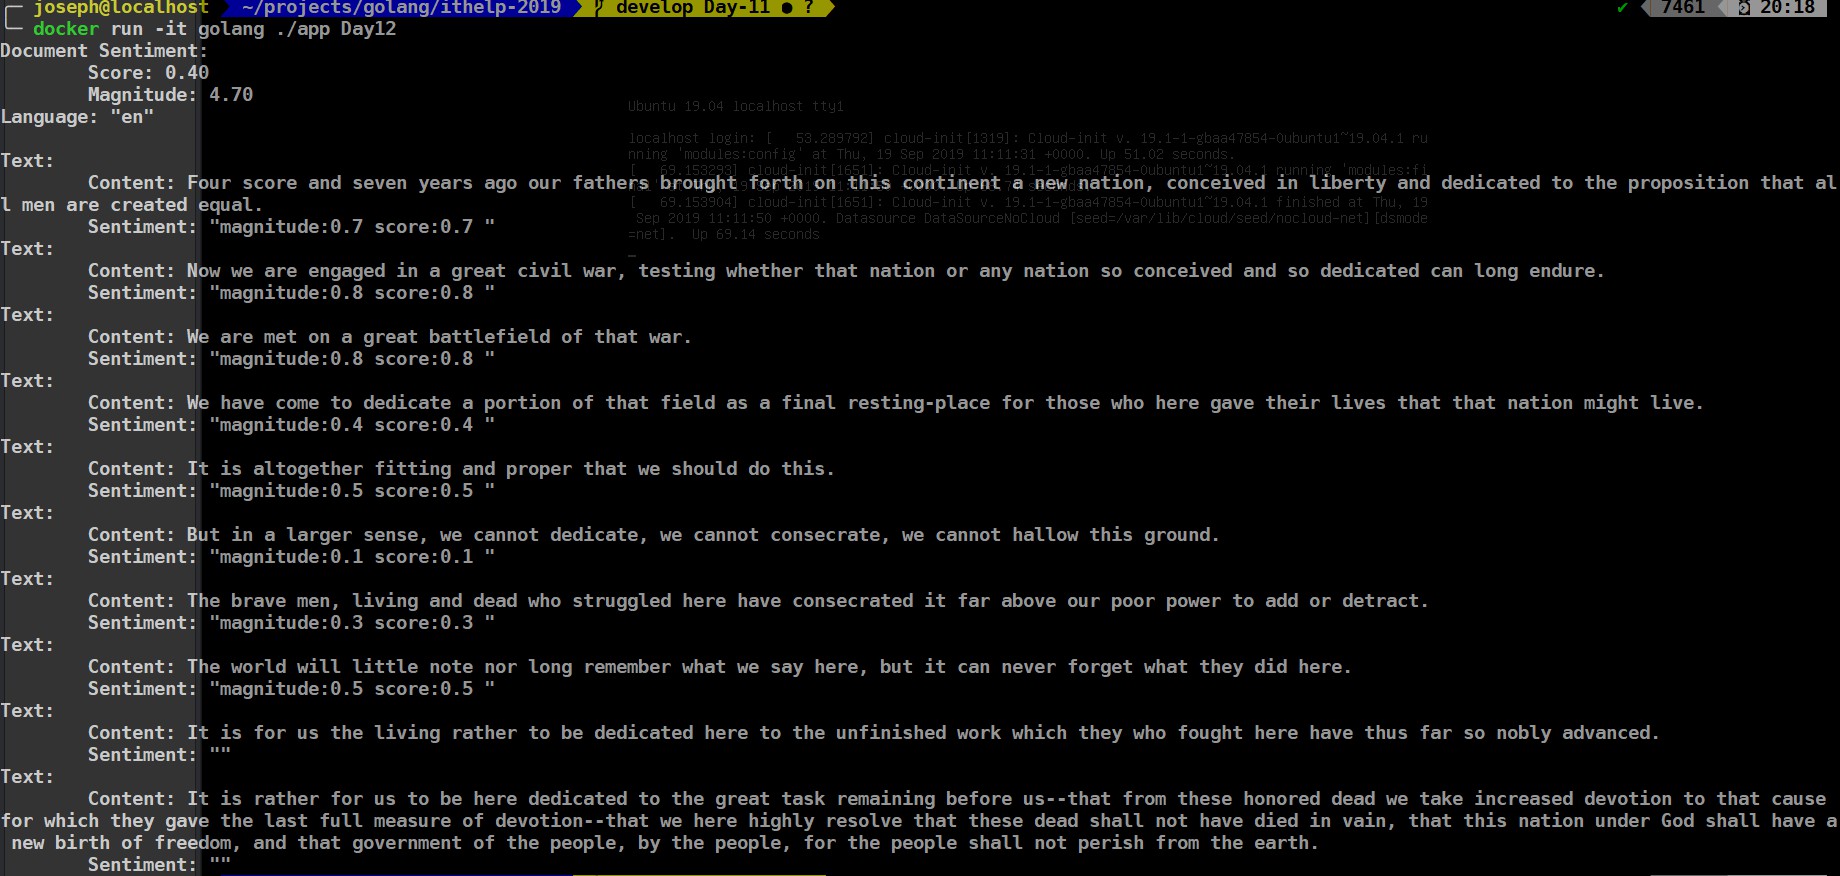 joseph@localhost ~/projects/golang/ithelp-2019 develop Day-11 ● ? ✔ 7461 20:18
docker run -it golang ./app Day12
Document Sentiment:
Score: 0.40
Magnitude: 4.70
Language: "en"
Ubuntu 19.04 localhost tty1
localhost login: [   53.289792] cloud-init[1319]: Cloud-init v. 19.1-1-gbaa47854-0ubuntu1~19.04.1 ru
nning 'modules:config' at Thu, 19 Sep 2019 11:11:31 +0000. Up 51.02 seconds.
Text:
[   69.153293] cloud-init[1651]: Cloud-init v. 19.1-1-gbaa47854-0ubuntu1~19.04.1 running 'modules:fi
Content: Four score and seven years ago our fathers brought forth on this continent a new nation, conceived in liberty and dedicated to the proposition that al
l men are created equal.
[   69.153904] cloud-init[1651]: Cloud-init v. 19.1-1-gbaa47854-0ubuntu1~19.04.1 finished at Thu, 19
Sep 2019 11:11:50 +0000. Datasource DataSourceNoCloud [seed=/var/lib/cloud/seed/nocloud-net][dsmode
Sentiment: "magnitude:0.7 score:0.7 "
=net].  Up 69.14 seconds
Text:
Content: Now we are engaged in a great civil war, testing whether that nation or any nation so conceived and so dedicated can long endure.
Sentiment: "magnitude:0.8 score:0.8 "
Text:
Content: We are met on a great battlefield of that war.
Sentiment: "magnitude:0.8 score:0.8 "
Text:
Content: We have come to dedicate a portion of that field as a final resting-place for those who here gave their lives that that nation might live.
Sentiment: "magnitude:0.4 score:0.4 "
Text:
Content: It is altogether fitting and proper that we should do this.
Sentiment: "magnitude:0.5 score:0.5 "
Text:
Content: But in a larger sense, we cannot dedicate, we cannot consecrate, we cannot hallow this ground.
Sentiment: "magnitude:0.1 score:0.1 "
Text:
Content: The brave men, living and dead who struggled here have consecrated it far above our poor power to add or detract.
Sentiment: "magnitude:0.3 score:0.3 "
Text:
Content: The world will little note nor long remember what we say here, but it can never forget what they did here.
Sentiment: "magnitude:0.5 score:0.5 "
Text:
Content: It is for us the living rather to be dedicated here to the unfinished work which they who fought here have thus far so nobly advanced.
Sentiment: ""
Text:
Content: It is rather for us to be here dedicated to the great task remaining before us--that from these honored dead we take increased devotion to that cause
for which they gave the last full measure of devotion--that we here highly resolve that these dead shall not have died in vain, that this nation under God shall have a
new birth of freedom, and that government of the people, by the people, for the people shall not perish from the earth.
Sentiment: ""